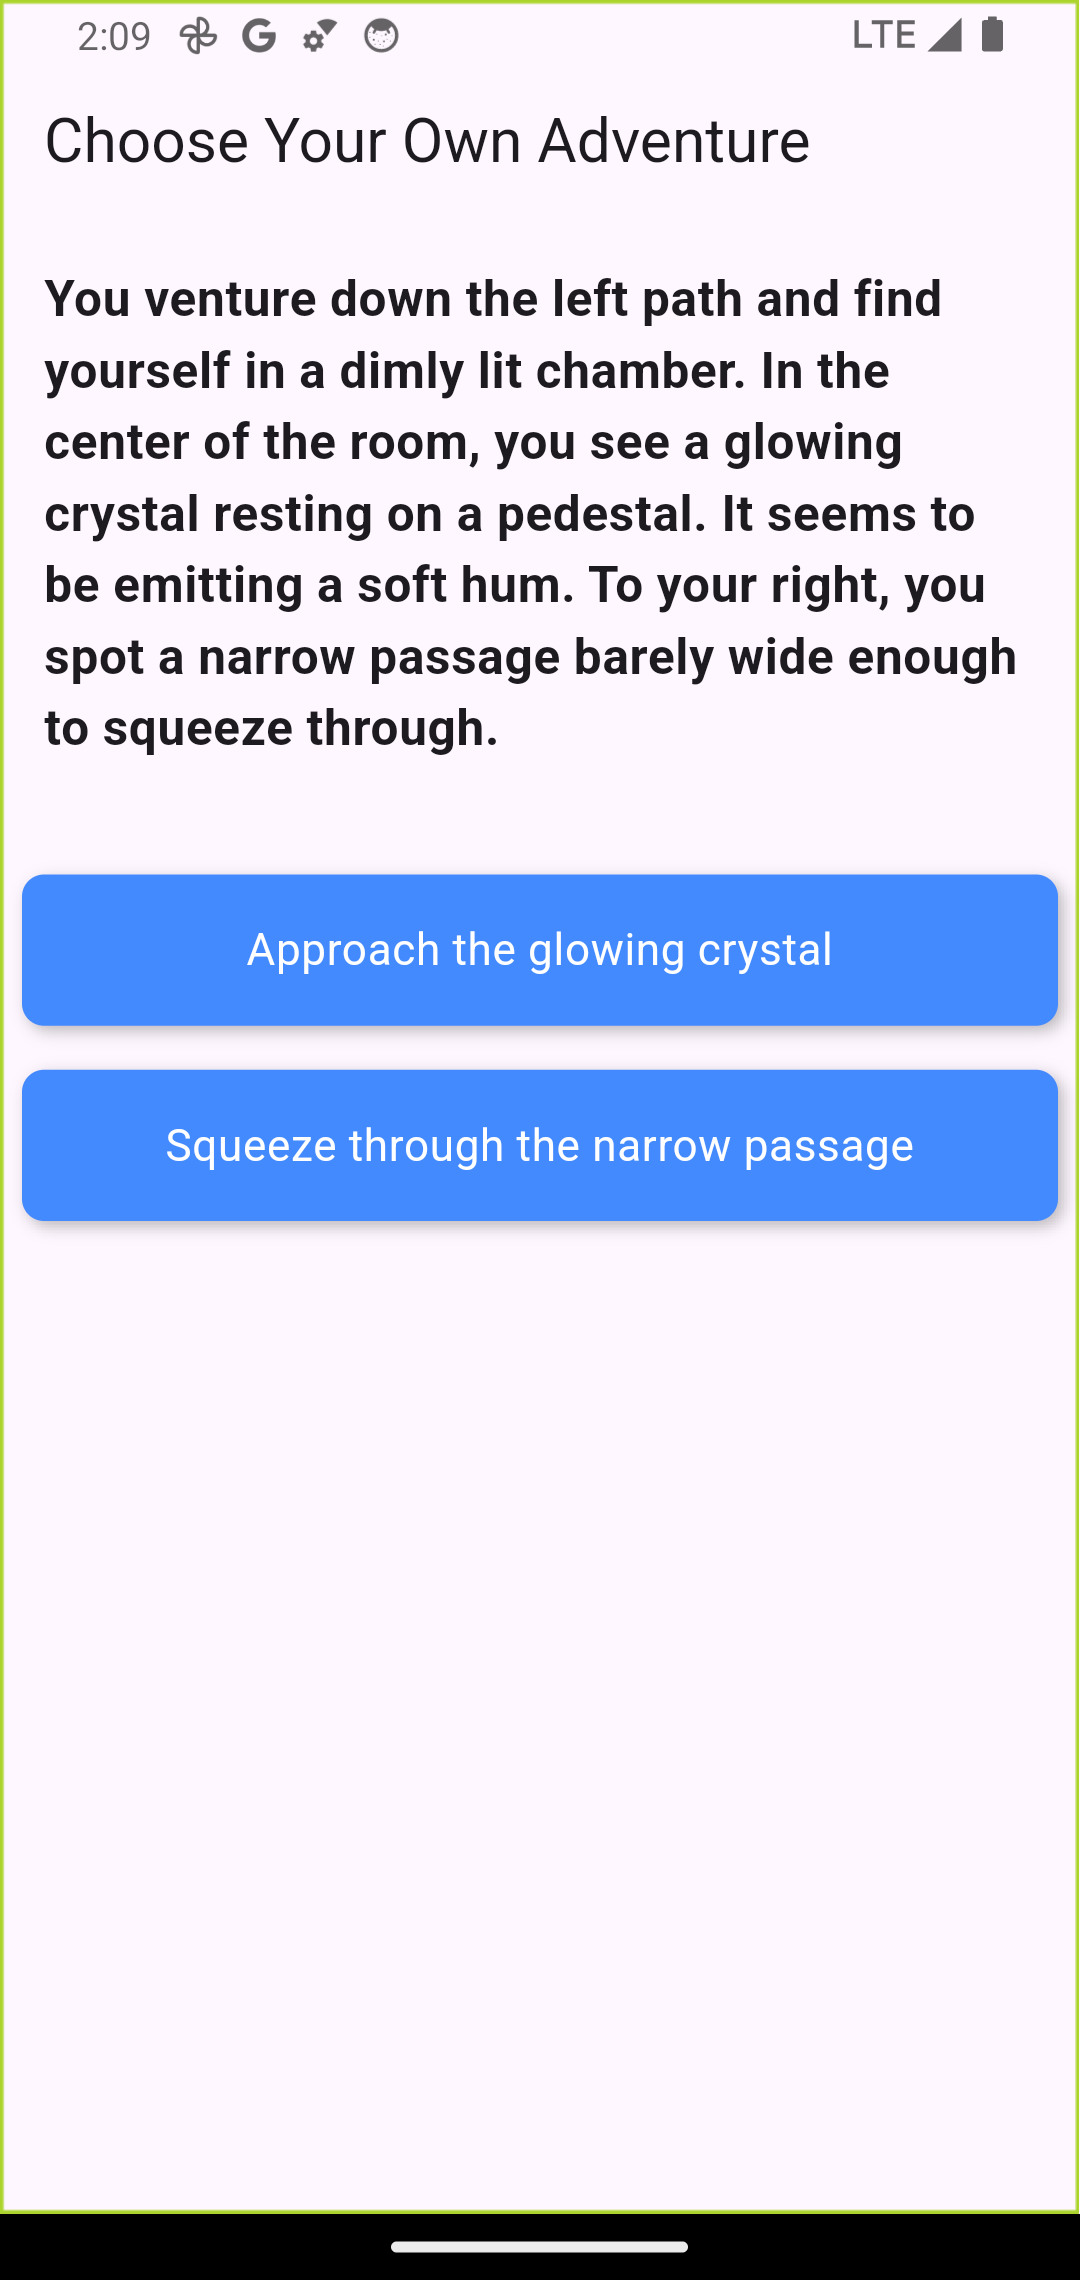 2:09
LTE
Choose Your Own Adventure
You venture down the left path and find
yourself in a dimly lit chamber. In the
center of the room, you see a glowing
crystal resting on a pedestal. It seems to
be emitting a soft hum. To your right, you
spot a narrow passage barely wide enough
to squeeze through.
Approach the glowing crystal
Squeeze through the narrow passage